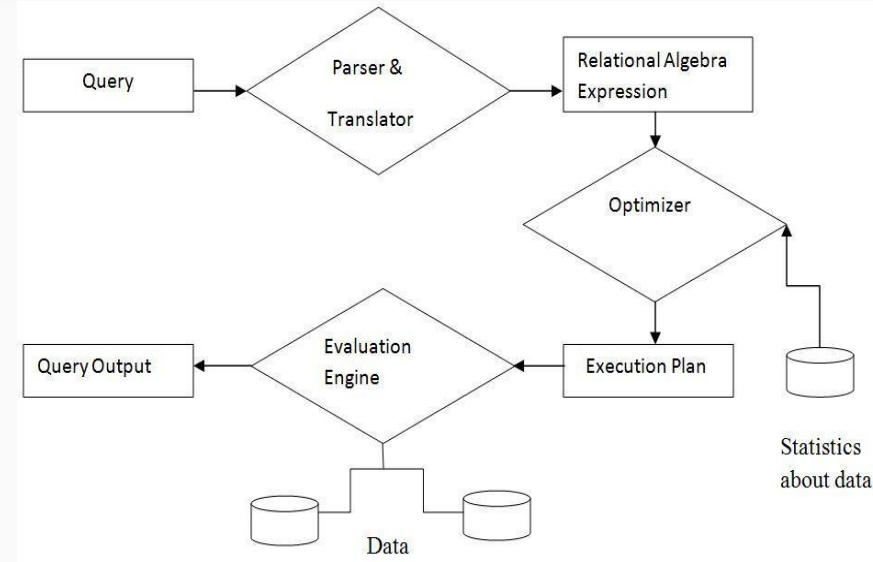 Query
Parser &
Translator
Relational Algebra
Expression
Optimizer
Query Output
Evaluation
Engine
Execution Plan
Statistics
about data
Data